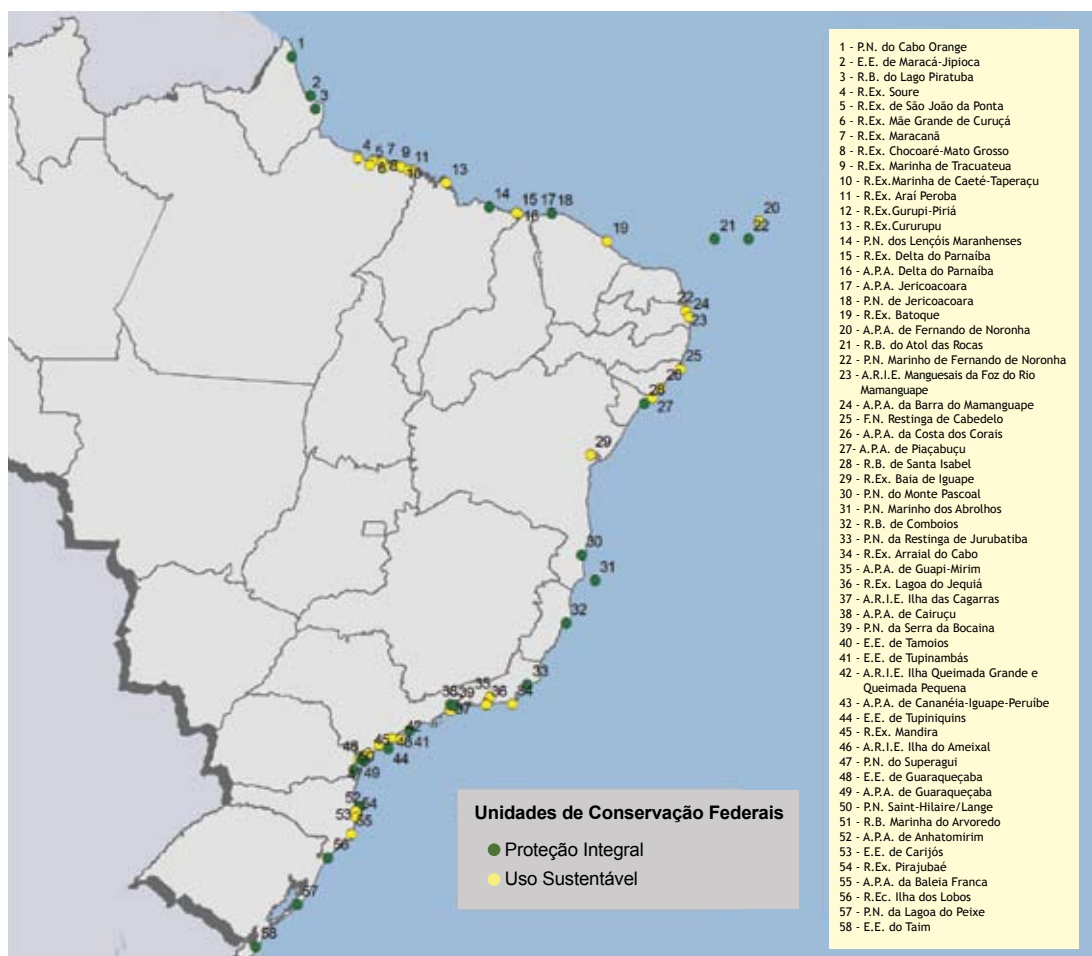 1
2
3
4
5
7
9
11
6
8
10
13
14
15
17
18
16
19
20
21
22
22
24
23
25
26
28
27
29
30
31
32
33
35
36
34
38
39
37
42
45
46
41
48
44
50
47
49
52
54
53
55
56
57
58
Unidades de Conservação Federais
Proteção Integral
Uso Sustentável
1 - P.N. do Cabo Orange
2 - E.E. de Maracá-Jipioca
3 - R.B. do Lago Piratuba
4 - R.Ex. Soure
5 - R.Ex. de São João da Ponta
6 - R.Ex. Mãe Grande de Curuçá
7 - R.Ex. Maracanã
8 - R.Ex. Chocoaré-Mato Grosso
9 - R.Ex. Marinha de Tracuateua
10 - R.Ex.Marinha de Caeté-Taperaçu
11 - R.Ex. Araí Peroba
12 - R.Ex.Gurupi-Piriá
13 - R.Ex.Cururupu
14 - P.N. dos Lençóis Maranhenses
15 - R.Ex. Delta do Parnaíba
16 - A.P.A. Delta do Parnaíba
17 - A.P.A. Jericoacoara
18 - P.N. de Jericoacoara
19 - R.Ex. Batoque
20 - A.P.A. de Fernando de Noronha
21 - R.B. do Atol das Rocas
22 - P.N. Marinho de Fernando de Noronha
23 - A.R.I.E. Manguesais da Foz do Rio
Mamanguape
24 - A.P.A. da Barra do Mamanguape
25 - F.N. Restinga de Cabedelo
26 - A.P.A. da Costa dos Corais
27- A.P.A. de Piaçabuçu
28 - R.B. de Santa Isabel
29 - R.Ex. Baia de Iguape
30 - P.N. do Monte Pascoal
31 - P.N. Marinho dos Abrolhos
32 - R.B. de Comboios
33 - P.N. da Restinga de Jurubatiba
34 - R.Ex. Arraial do Cabo
35 - A.P.A. de Guapi-Mirim
36 - R.Ex. Lagoa do Jequiá
37 - A.R.I.E. Ilha das Cagarras
38 - A.P.A. de Cairuçu
39 - P.N. da Serra da Bocaina
40 - E.E. de Tamoios
41 - E.E. de Tupinambás
42 - A.R.I.E. Ilha Queimada Grande e
Queimada Pequena
43 - A.P.A. de Cananéia-Iguape-Peruíbe
44 - E.E. de Tupiniquins
45 - R.Ex. Mandira
46 - A.R.I.E. Ilha do Ameixal
47 - P.N. do Superagui
48 - E.E. de Guaraqueçaba
49 - A.P.A. de Guaraqueçaba
50 - P.N. Saint-Hilaire/Lange
51 - R.B. Marinha do Arvoredo
52 - A.P.A. de Anhatomirim
53 - E.E. de Carijós
54 - R.Ex. Pirajubaé
55 - A.P.A. da Baleia Franca
56 - R.Ec. Ilha dos Lobos
57 - P.N. da Lagoa do Peixe
58 - E.E. do Taim